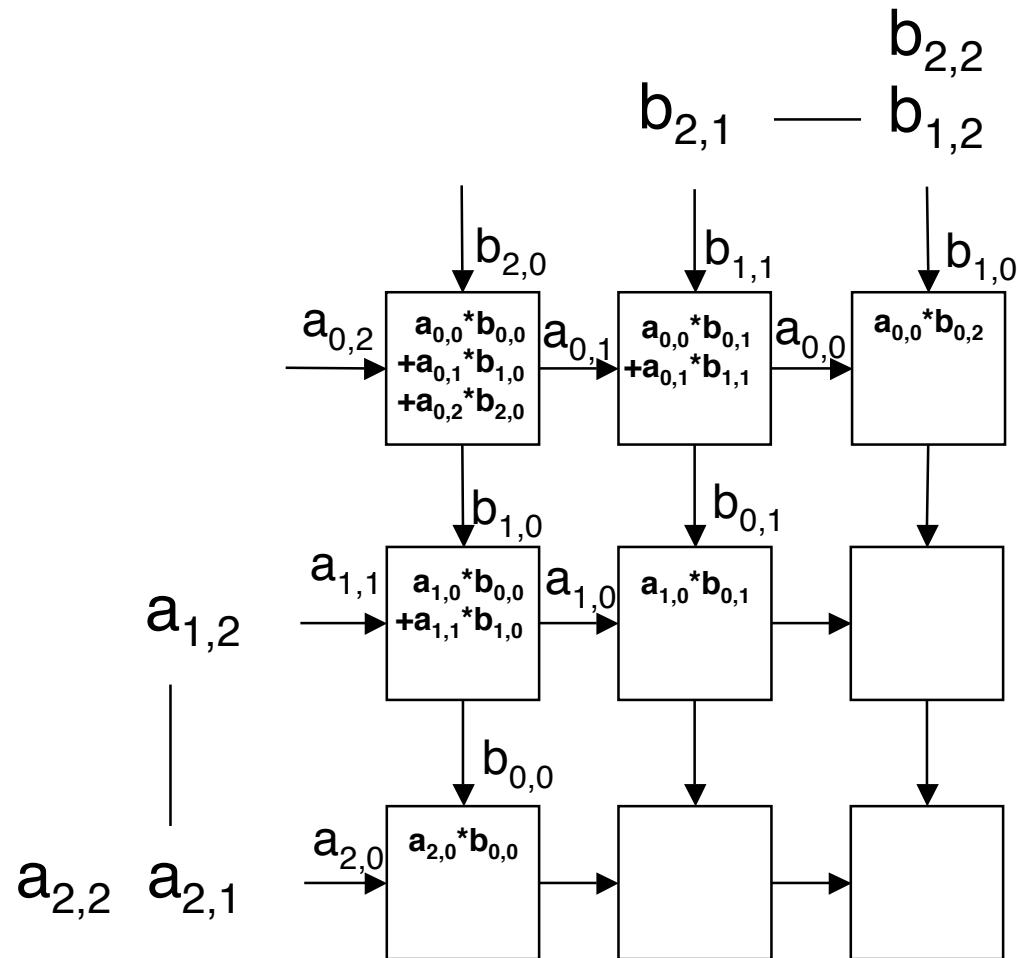 b2,2
b2,1 b1,2
b2,0 b1,1 b1,0
a0,2 a0,0*b0,0 a0,1 a0,0*b0,1 a0,0 a0,0*b0,2
+a0,1*b1,0 +a0,1*b1,1
+a0,2*b2,0
b1,0 b0,1
a1,1 a1,0*b0,0 a1,0 a1,0*b0,1
a1,2 +a1,1*b1,0
b0,0
a2,0 a2,0*b0,0
a2,2 a2,1